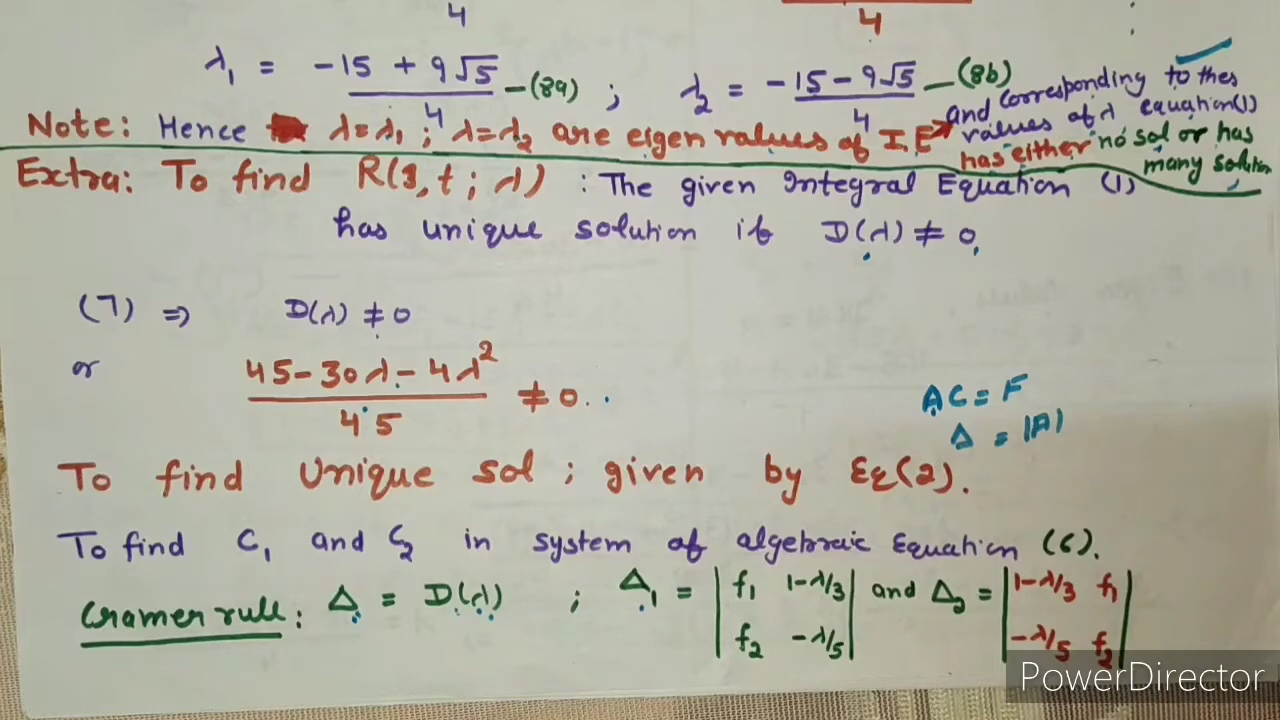 4
4
λ₁ = -15 + 9√5 / 4 -(8a) ; λ₂ = -15 - 9√5 / 4 -(8b)
and corresponding to thes
values of λ equation(1)
has either no sol or has
many solution
Note: Hence λ=λ₁ ; λ=λ₂ are eigen values of I.E
Extra: To find R(s, t ; λ) : The given Integral Equation (1)
has unique solution if D(λ) ≠ 0,
(7) ⇒ D(λ) ≠ 0
or 45 - 30λ - 4λ² / 45 ≠ 0..
AC = F
Δ = |A|
To find Unique sol ; given by Eq(2).
To find C₁ and C₂ in system of algebraic Equation (6).
Cramer rule: Δ = D(λ) ; Δ₁ = | f₁ 1-λ/3 | and Δ₂ = | 1-λ/3 f₁ |
| f₂ -λ/5 | | -λ/5 f₂ |
PowerDirector